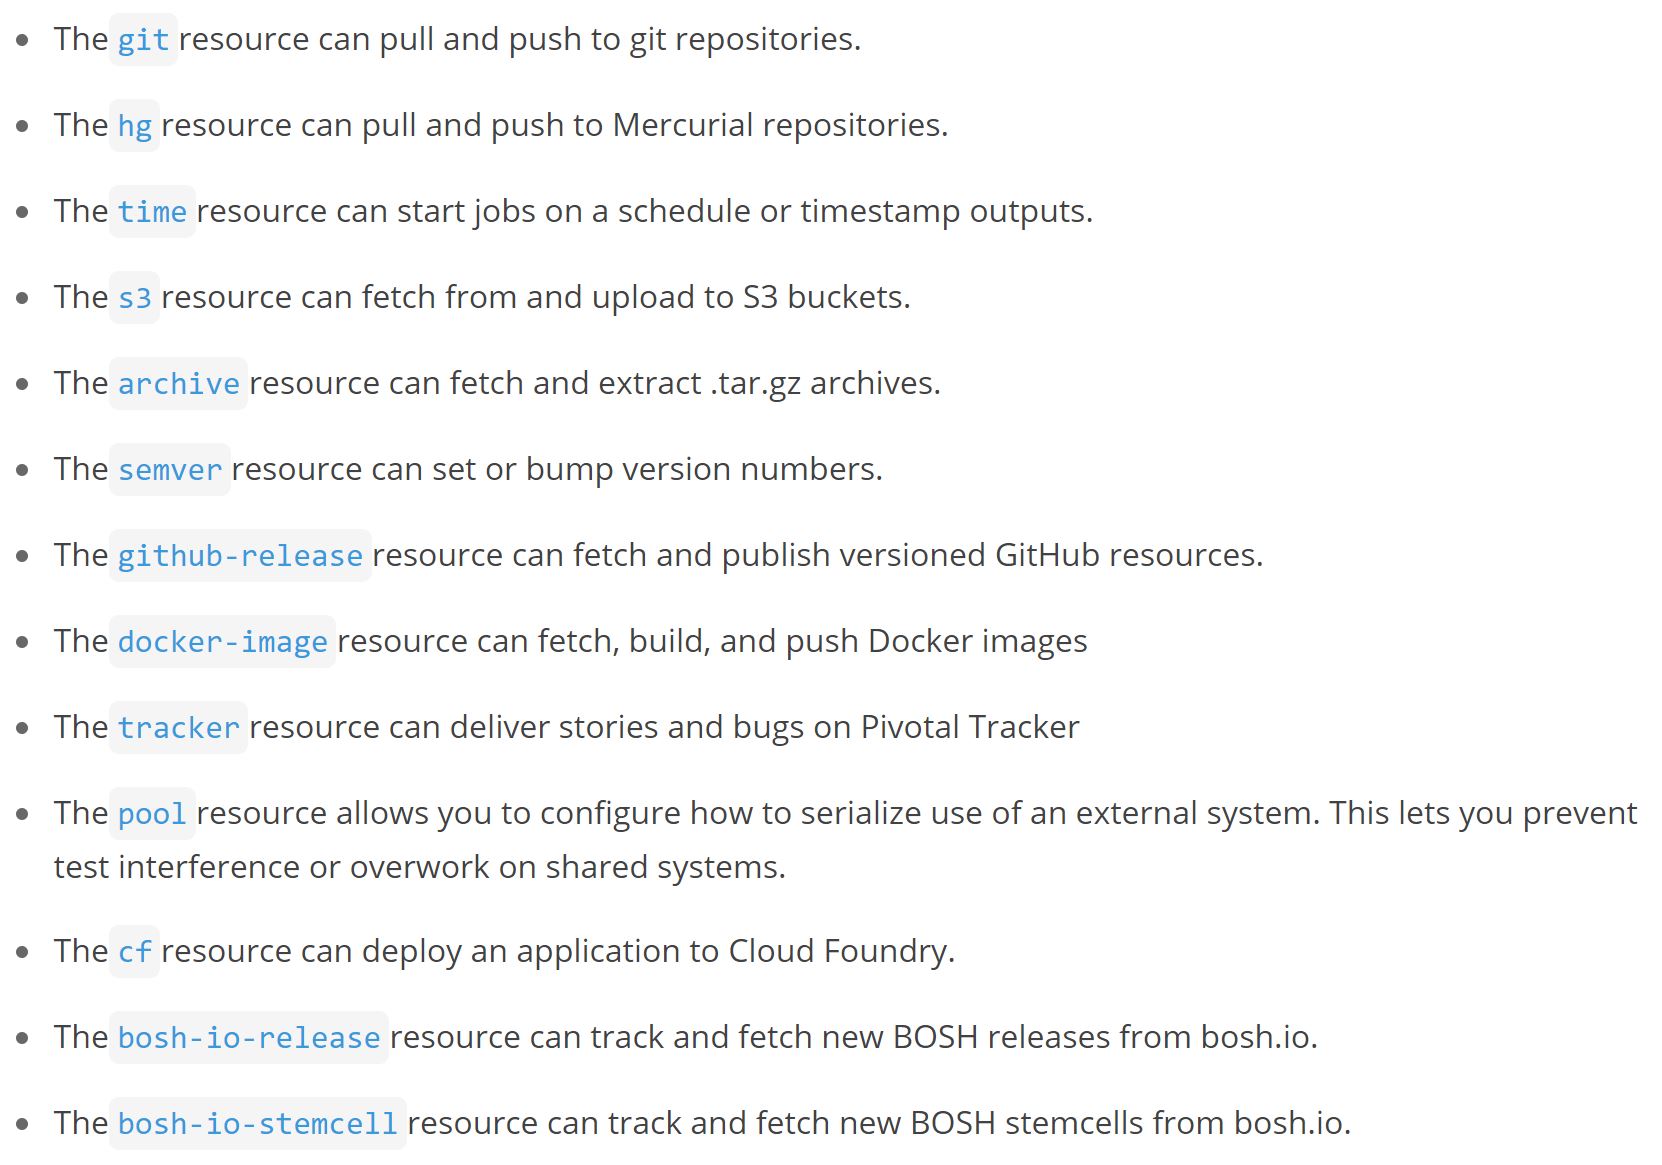 The git resource can pull and push to git repositories.
The hg resource can pull and push to Mercurial repositories.
The time resource can start jobs on a schedule or timestamp outputs.
The s3 resource can fetch from and upload to S3 buckets.
The archive resource can fetch and extract .tar.gz archives.
The semver resource can set or bump version numbers.
The github-release resource can fetch and publish versioned GitHub resources.
The docker-image resource can fetch, build, and push Docker images
The tracker resource can deliver stories and bugs on Pivotal Tracker
The pool resource allows you to configure how to serialize use of an external system. This lets you prevent
test interference or overwork on shared systems.
The cf resource can deploy an application to Cloud Foundry.
The bosh-io-release resource can track and fetch new BOSH releases from bosh.io.
The bosh-io-stemcell resource can track and fetch new BOSH stemcells from bosh.io.